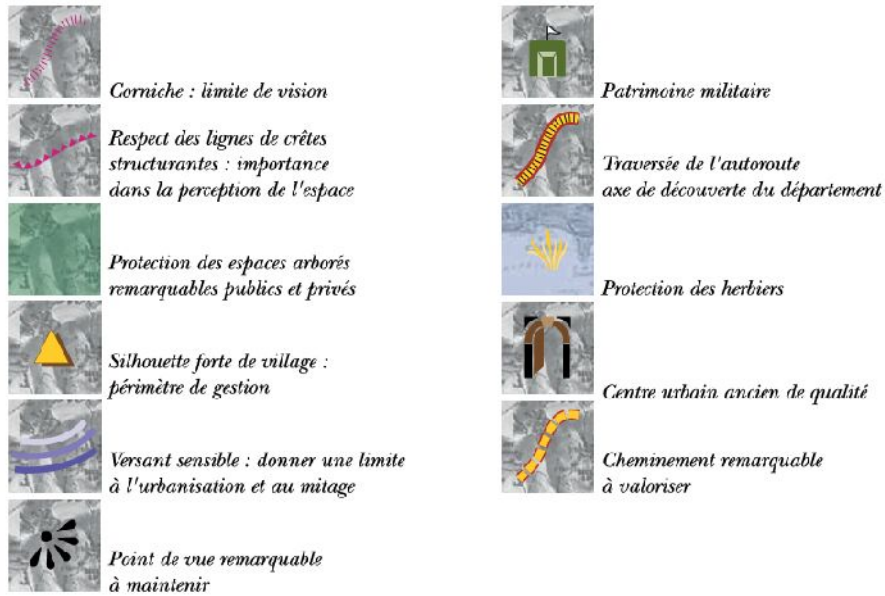 Corniche : limite de vision
Respect des lignes de crêtes
structurantes : importance
dans la perception de l'espace
Protection des espaces arborés
remarquables publics et privés
Silhouette forte de village :
périmètre de gestion
Versant sensible : donner une limite
à l'urbanisation et au mitage
Point de vue remarquable
à maintenir
Patrimoine militaire
Traversée de l'autoroute
axe de découverte du département
Protection des herbiers
Centre urbain ancien de qualité
Cheminement remarquable
à valoriser